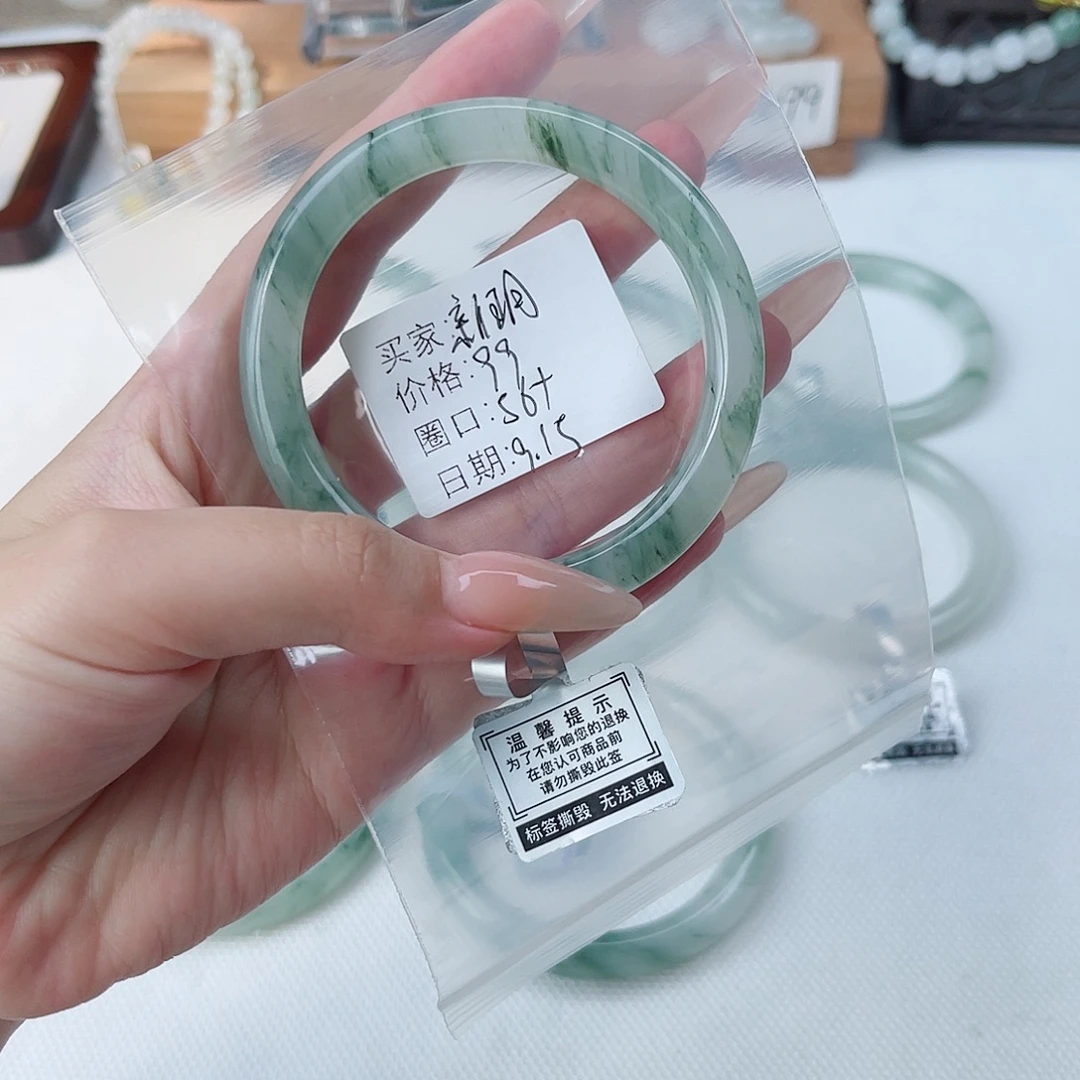 99
买家:
价格:99
圈口:56+
日期:9.15
温馨提示
为了不影响您的退换
在您认可商品前
请勿撕毁此签
标签撕毁 无法退换